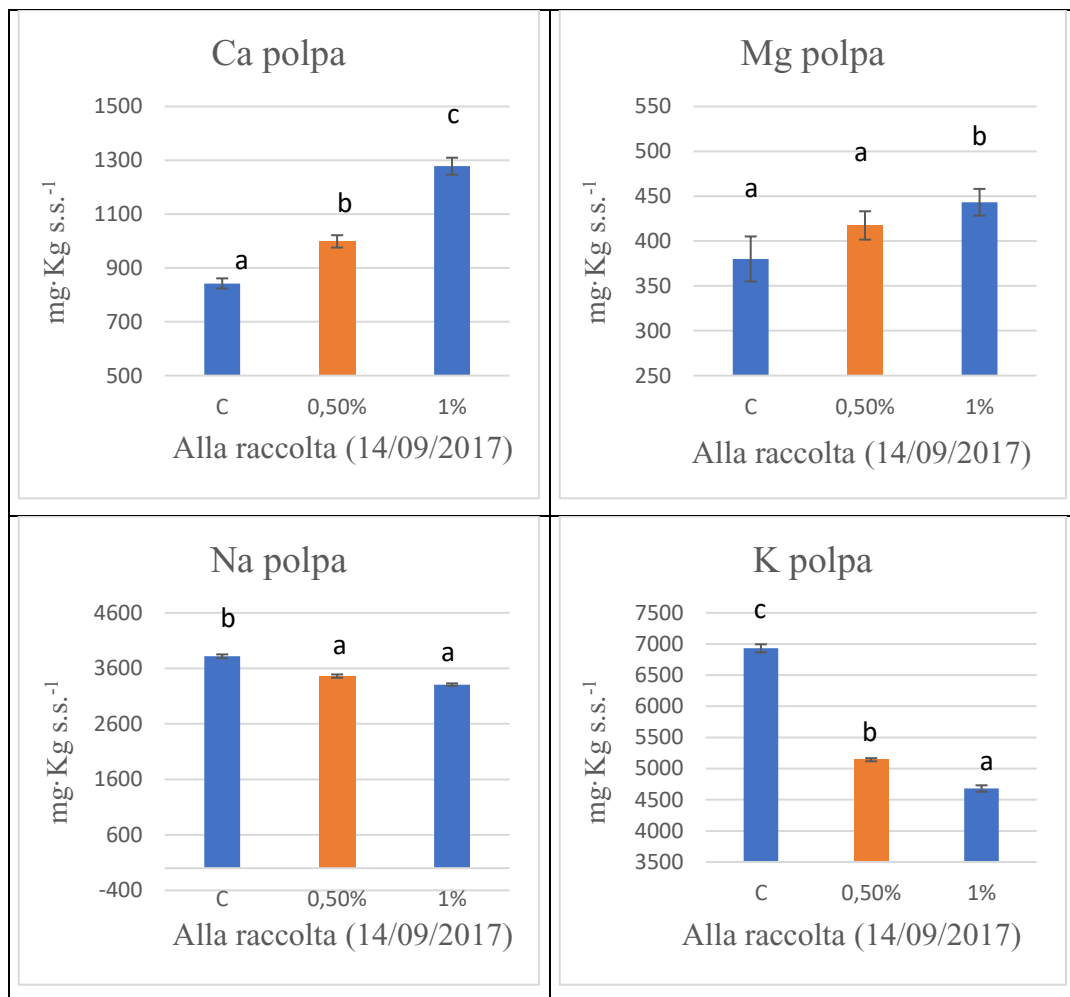 Ca polpa
mg·Kg s.s.-1
1500
1300
1100
900
700
500
a
b
c
C
0,50%
1%
Alla raccolta (14/09/2017)
Mg polpa
mg·Kg s.s.-1
550
500
450
400
350
300
250
a
a
b
C
0,50%
1%
Alla raccolta (14/09/2017)
Na polpa
mg·Kg s.s.-1
4600
3600
2600
1600
600
-400
b
a
a
C
0,50%
1%
Alla raccolta (14/09/2017)
K polpa
mg·Kg s.s.-1
7500
7000
6500
6000
5500
5000
4500
4000
3500
c
b
a
C
0,50%
1%
Alla raccolta (14/09/2017)